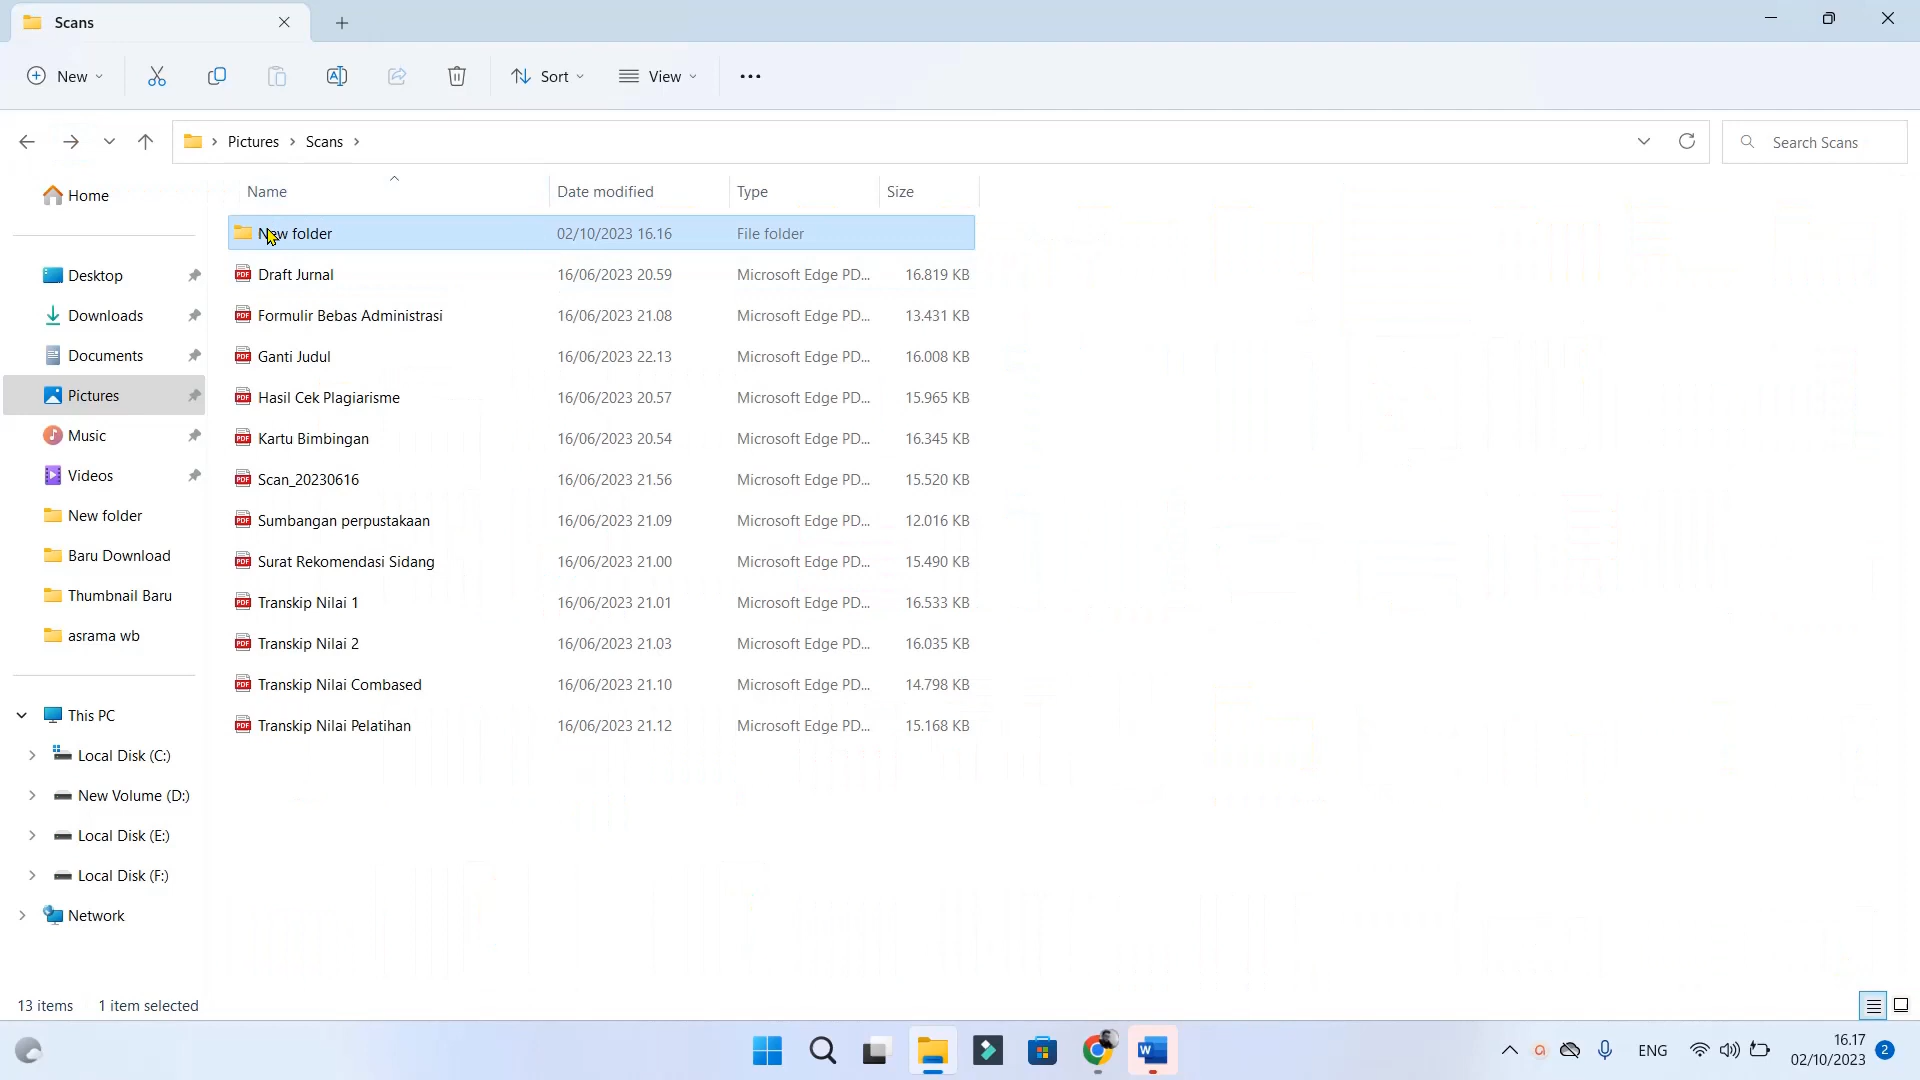 Scans
New Sort View
Pictures Scans Search Scans
Name Date modified Type Size
New folder 02/10/2023 16.16 File folder
Draft Jurnal 16/06/2023 20.59 Microsoft Edge PD... 16.819 KB
Formulir Bebas Administrasi 16/06/2023 21.08 Microsoft Edge PD... 13.431 KB
Ganti Judul 16/06/2023 22.13 Microsoft Edge PD... 16.008 KB
Hasil Cek Plagiarisme 16/06/2023 20.57 Microsoft Edge PD... 15.965 KB
Kartu Bimbingan 16/06/2023 20.54 Microsoft Edge PD... 16.345 KB
Scan_20230616 16/06/2023 21.56 Microsoft Edge PD... 15.520 KB
Sumbangan perpustakaan 16/06/2023 21.09 Microsoft Edge PD... 12.016 KB
Surat Rekomendasi Sidang 16/06/2023 21.00 Microsoft Edge PD... 15.490 KB
Transkip Nilai 1 16/06/2023 21.01 Microsoft Edge PD... 16.533 KB
Transkip Nilai 2 16/06/2023 21.03 Microsoft Edge PD... 16.035 KB
Transkip Nilai Combased 16/06/2023 21.10 Microsoft Edge PD... 14.798 KB
Transkip Nilai Pelatihan 16/06/2023 21.12 Microsoft Edge PD... 15.168 KB
Home
Desktop
Downloads
Documents
Pictures
Music
Videos
New folder
Baru Download
Thumbnail Baru
asrama wb
This PC
Local Disk (C:)
New Volume (D:)
Local Disk (E:)
Local Disk (F:)
Network
13 items 1 item selected
ENG
16.17
02/10/2023
2